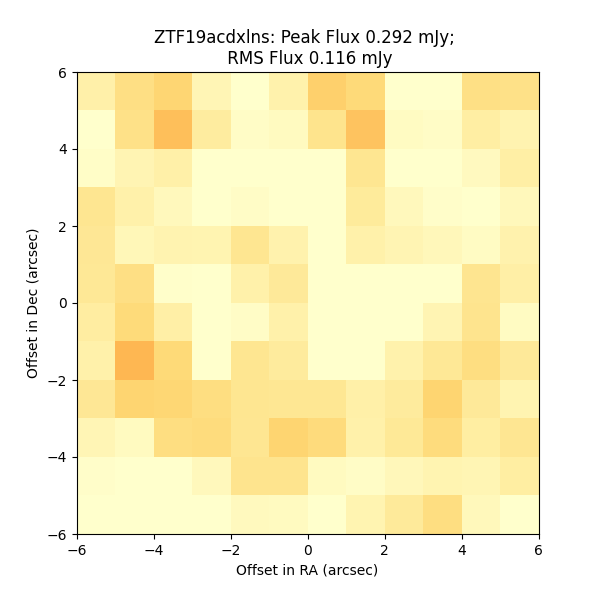 ZTF19acdxlns: Peak Flux 0.292 mJy;
RMS Flux 0.116 mJy
6
4
2
0
−2
−4
−6
Offset in Dec (arcsec)
−6 −4 −2 0 2 4 6
Offset in RA (arcsec)